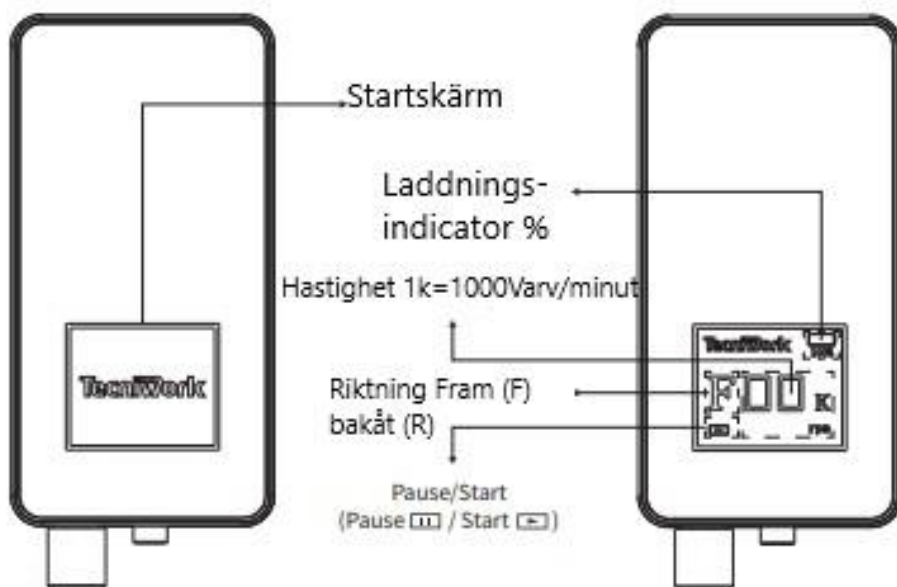 Startskärm
Laddnings-
indicator %
Hastighet 1k=1000Varv/minut
TecniWork
TecniWork
Riktning Fram (F)
bakåt (R)
F
K
Pause/Start
(Pause / Start )